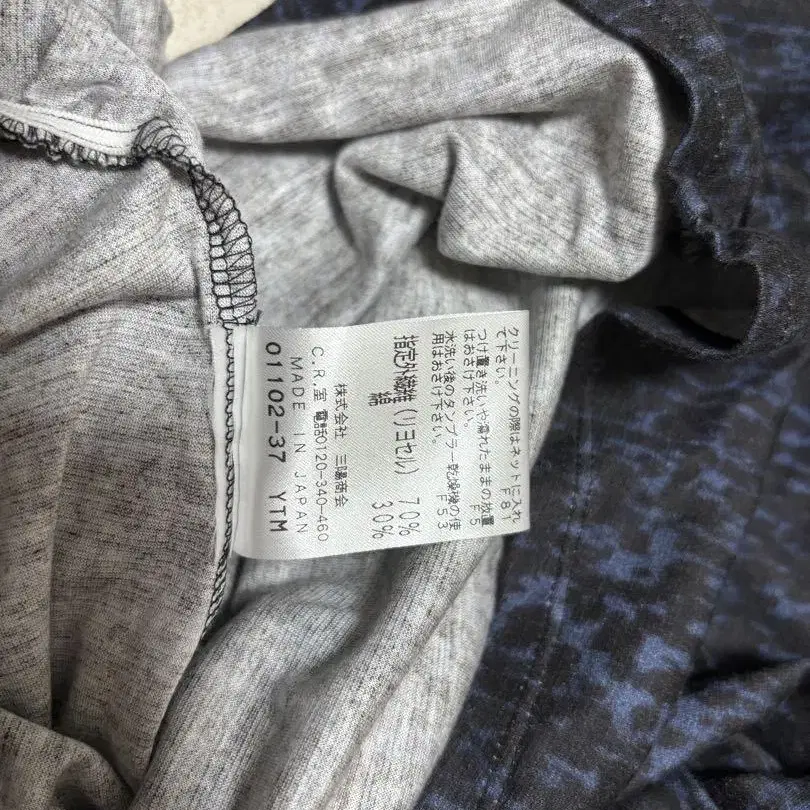 クリーニングの際はネットに入れ
て下さい。 F81
つけ置き洗いや濡れたままの放置
はおさけ下さい。 F5
水洗い後のタンブラー乾燥機の使
用はおさけ下さい。 F53
指定外繊維(リヨセル) 70%
綿 30%
株式会社 三陽商会
C.R.室 電話0120-340-460
MADE IN JAPAN
01102-37 YTM